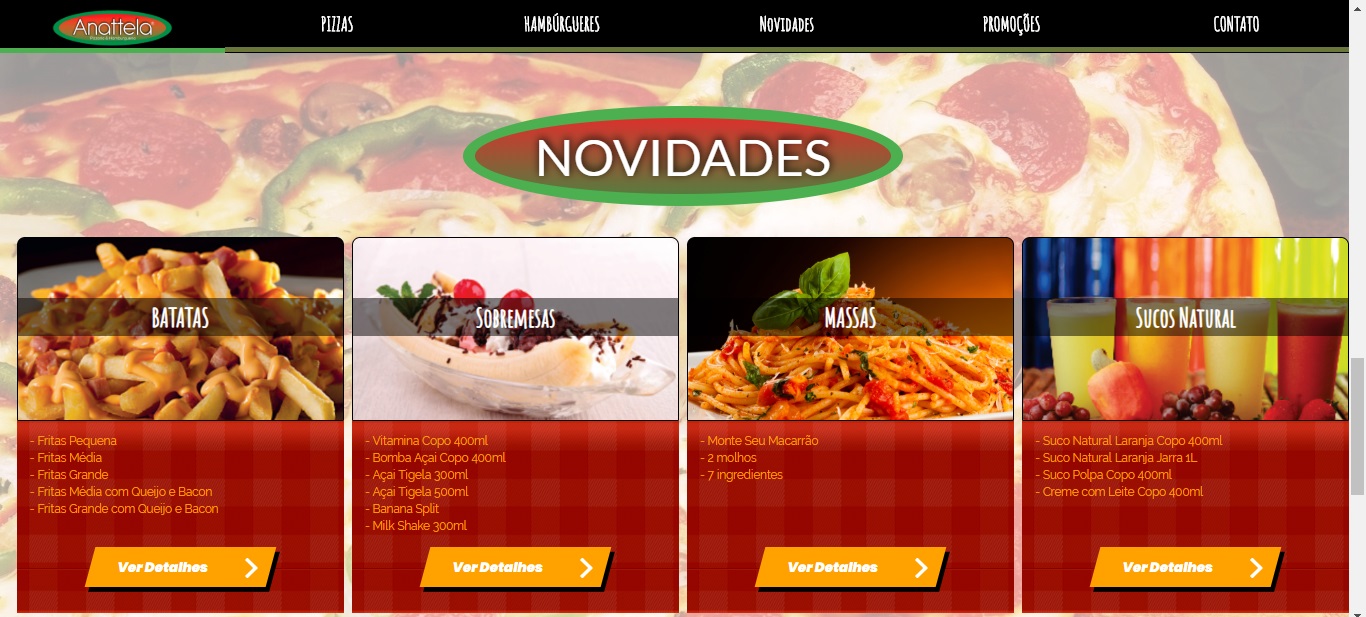 Anattela
PIZZAS
HAMBÚRGUERES
Novidades
PROMOÇÕES
CONTATO
NOVIDADES
BATATAS
- Fritas Pequena
- Fritas Média
- Fritas Grande
- Fritas Média com Queijo e Bacon
- Fritas Grande com Queijo e Bacon
Ver Detalhes
Sobremesas
- Vitamina Copo 400ml
- Bomba Açai Copo 400ml
- Açai Tigela 300ml
- Açai Tigela 500ml
- Banana Split
- Milk Shake 300ml
Ver Detalhes
MASSAS
- Monte Seu Macarrão
- 2 molhos
- 7 ingredientes
Ver Detalhes
Sucos Natural
- Suco Natural Laranja Copo 400ml
- Suco Natural Laranja Jarra 1L
- Suco Polpa Copo 400ml
- Creme com Leite Copo 400ml
Ver Detalhes